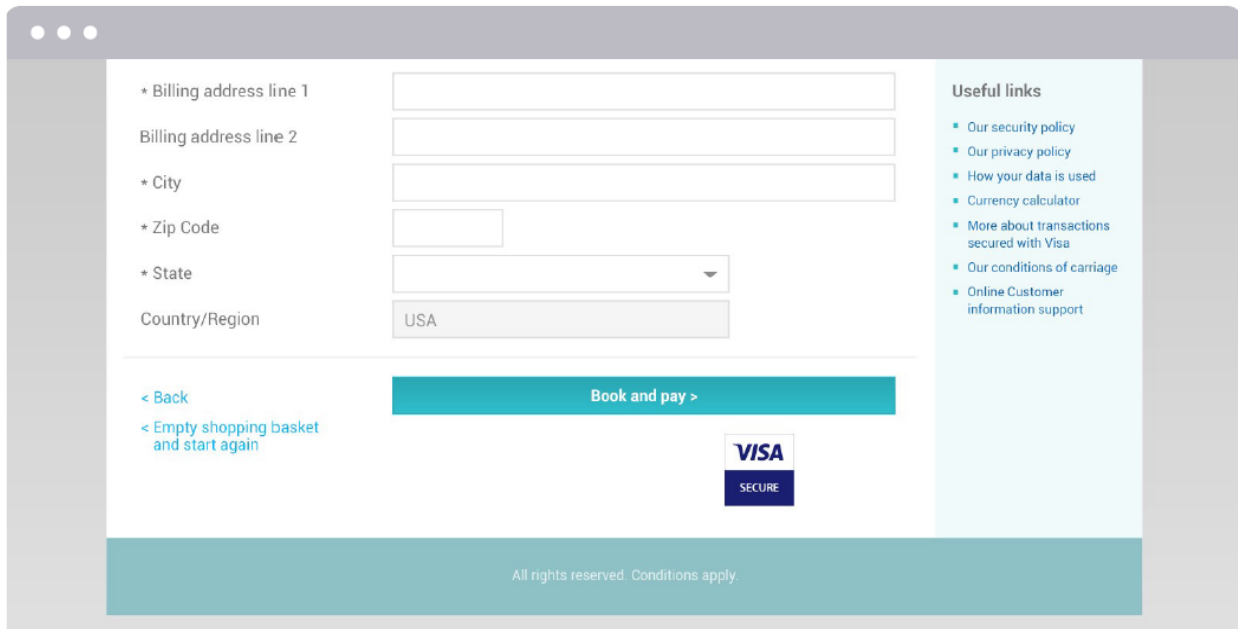 * Billing address line 1
Billing address line 2
* City
* Zip Code
* State
Country/Region
USA
< Back
< Empty shopping basket
and start again
Book and pay >
VISA
SECURE
Useful links
Our security policy
Our privacy policy
How your data is used
Currency calculator
More about transactions
secured with Visa
Our conditions of carriage
Online Customer
information support
All rights reserved. Conditions apply.